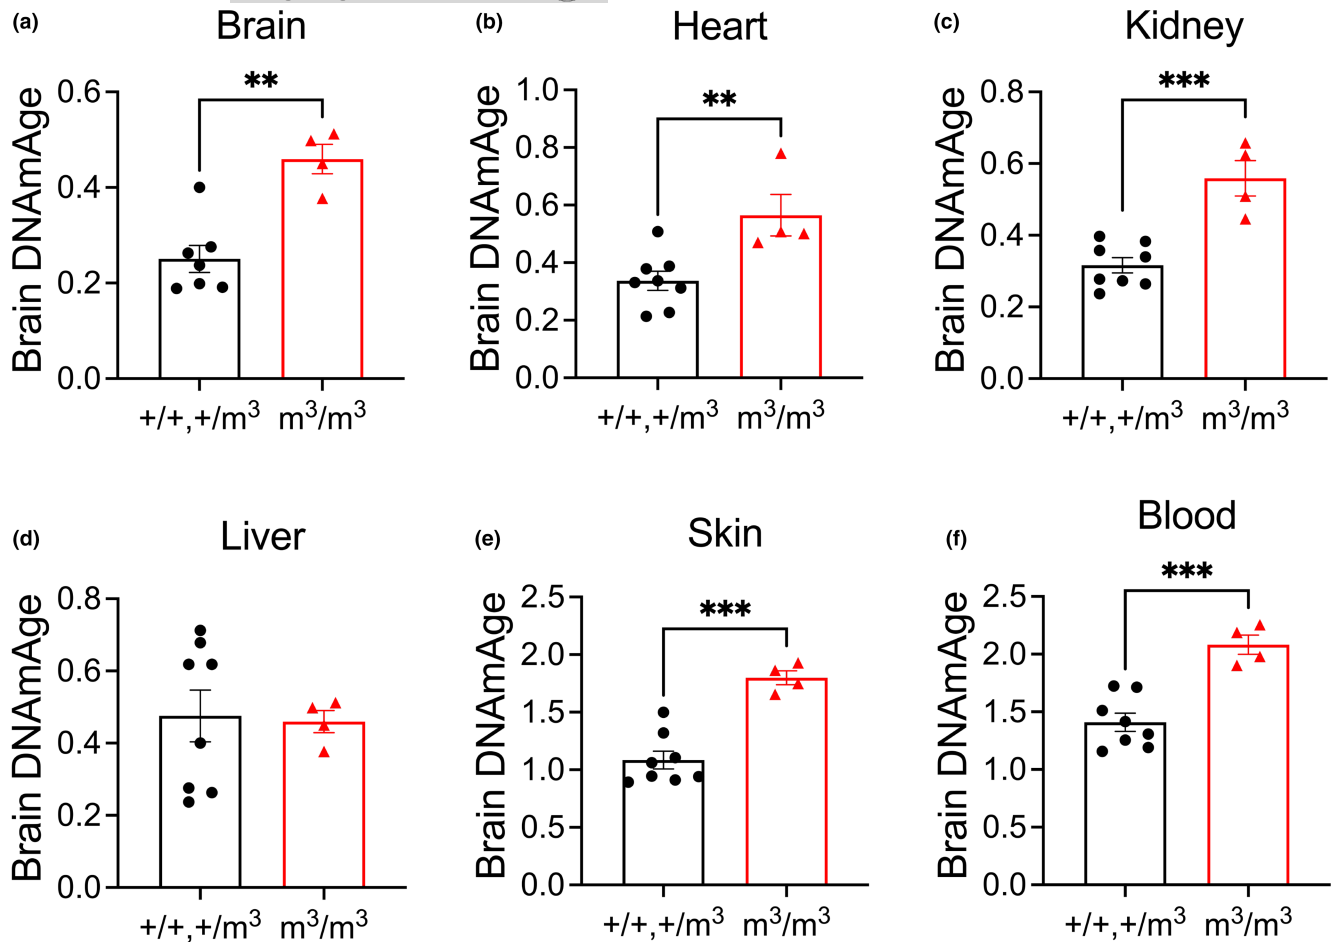 (a) Brain
**
Brain DNAmAge
0.6
0.4
0.2
0.0
+/+,+/m³ m³/m³
(b) Heart
**
Brain DNAmAge
1.0
0.8
0.6
0.4
0.2
0.0
+/+,+/m³ m³/m³
(c) Kidney
***
Brain DNAmAge
0.8
0.6
0.4
0.2
0.0
+/+,+/m³ m³/m³
(d) Liver
Brain DNAmAge
0.8
0.6
0.4
0.2
0.0
+/+,+/m³ m³/m³
(e) Skin
***
Brain DNAmAge
2.5
2.0
1.5
1.0
0.5
0.0
+/+,+/m³ m³/m³
(f) Blood
***
Brain DNAmAge
2.5
2.0
1.5
1.0
0.5
0.0
+/+,+/m³ m³/m³